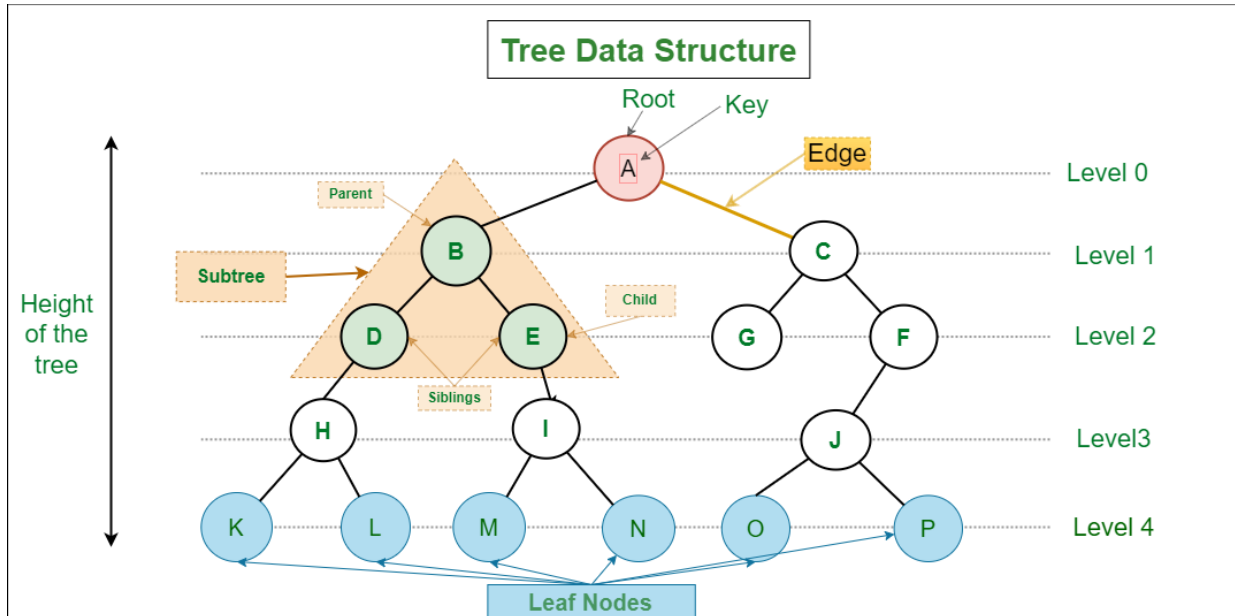 Tree Data Structure
Root
Key
A
Edge
Level 0
Parent
B
C
Level 1
Subtree
Height
of the
tree
Child
D
E
G
F
Level 2
Siblings
H
I
J
Level3
K
L
M
N
O
P
Level 4
Leaf Nodes